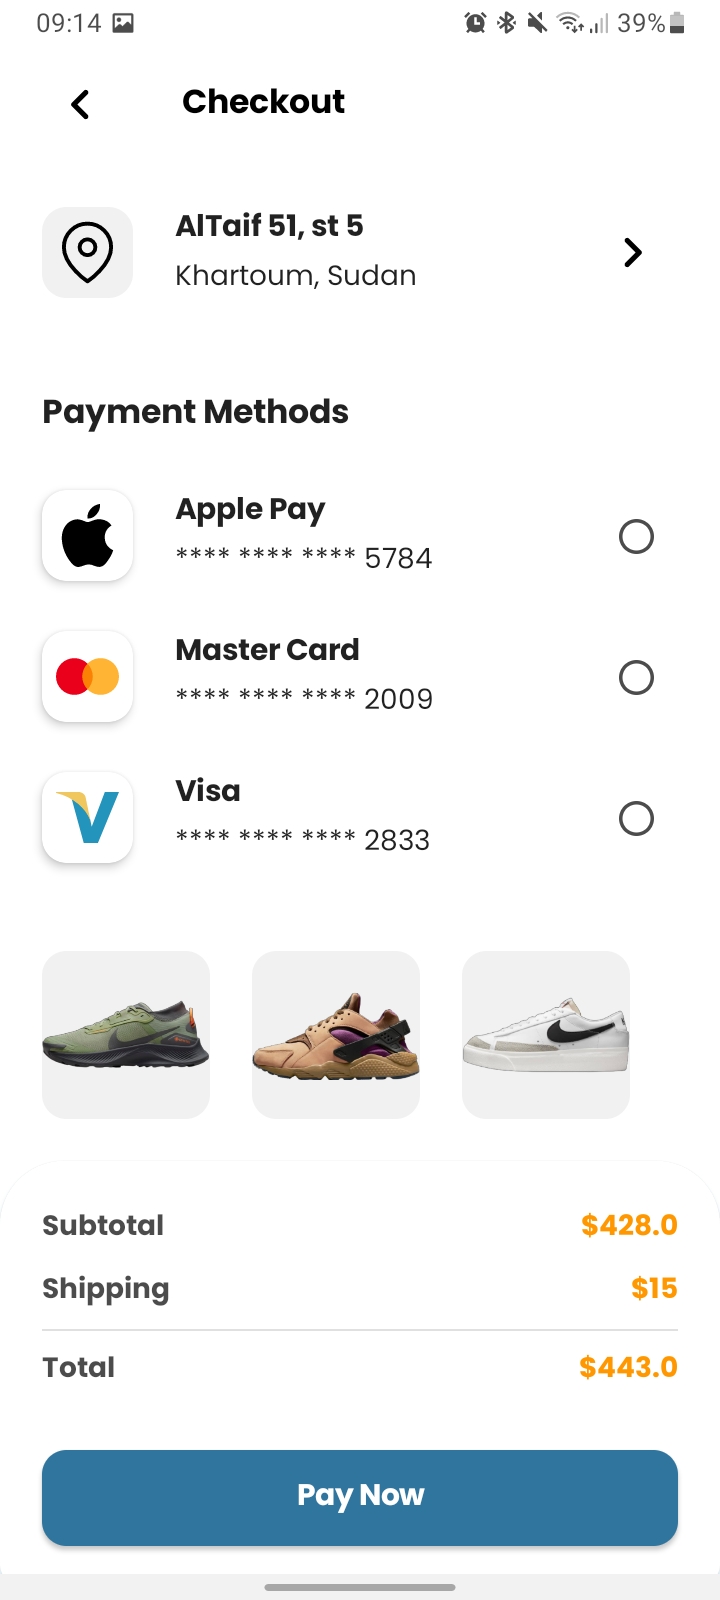 09:14 39%
Checkout
AlTaif 51, st 5
Khartoum, Sudan
Payment Methods
Apple Pay
**** **** **** 5784
Master Card
**** **** **** 2009
Visa
**** **** **** 2833
Subtotal $428.0
Shipping $15
Total $443.0
Pay Now